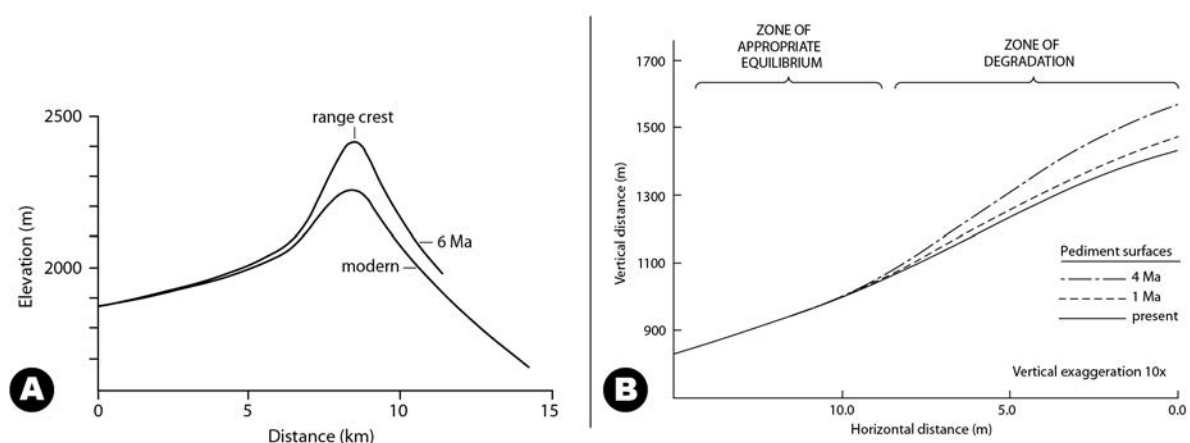 2500
2000
Elevation (m)
range crest
6 Ma
modern
A
0
5
10
15
Distance (km)
ZONE OF
APPROPRIATE
EQUILIBRIUM
ZONE OF
DEGRADATION
1700
1500
1300
1100
900
Vertical distance (m)
Pediment surfaces
4 Ma
1 Ma
present
Vertical exaggeration 10x
B
10.0
5.0
0.0
Horizontal distance (m)